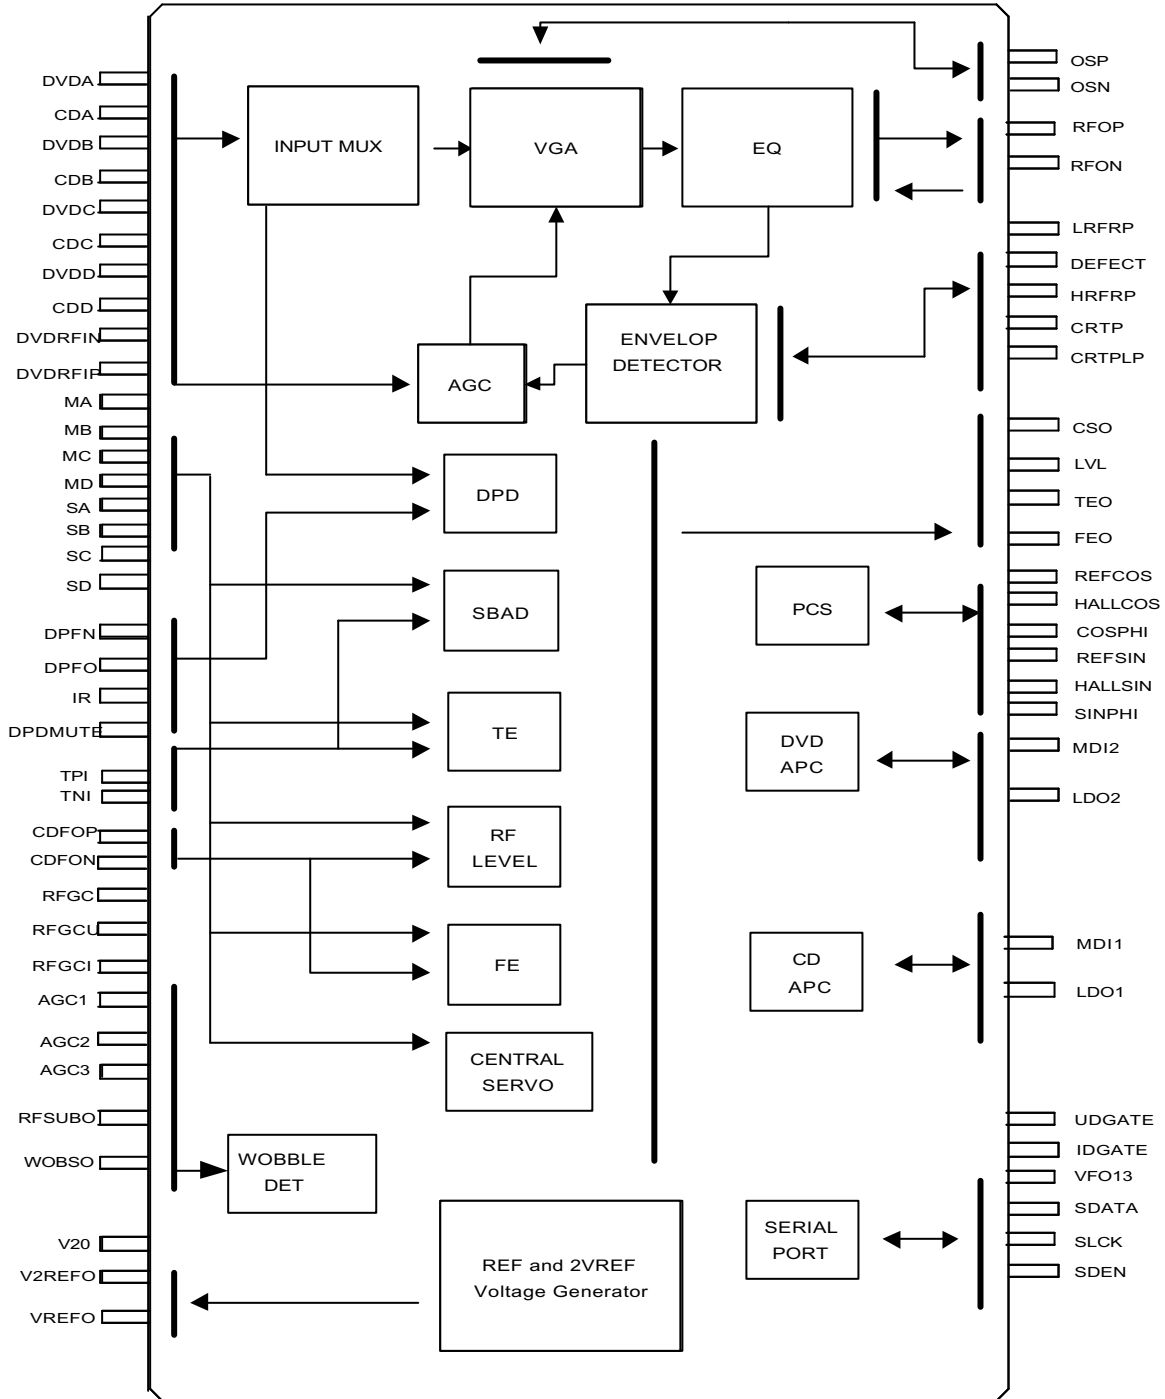 DVDA
CDA
DVDB
CDB
DVDC
CDC
DVDD
CDD
DVDRFIN
DVDRFIP
MA
MB
MC
MD
SA
SB
SC
SD
DPFN
DPFO
IR
DPDMUTE
TPI
TNI
CDFOP
CDFON
RFGC
RFGCU
RFGCI
AGC1
AGC2
AGC3
RFSUBO
WOBSO
V20
V2REFO
VREFO
INPUT MUX
VGA
EQ
ENVELOP
DETECTOR
AGC
DPD
SBAD
TE
RF
LEVEL
FE
CENTRAL
SERVO
WOBBLE
DET
REF and 2VREF
Voltage Generator
PCS
DVD
APC
CD
APC
SERIAL
PORT
OSP
OSN
RFOP
RFON
LRFRP
DEFECT
HRFRP
CRTP
CRTPLP
CSO
LVL
TEO
FEO
REFCOS
HALLCOS
COSPHI
REFSIN
HALLSIN
SINPHI
MDI2
LDO2
MDI1
LDO1
UDGATE
IDGATE
VFO13
SDATA
SLCK
SDEN